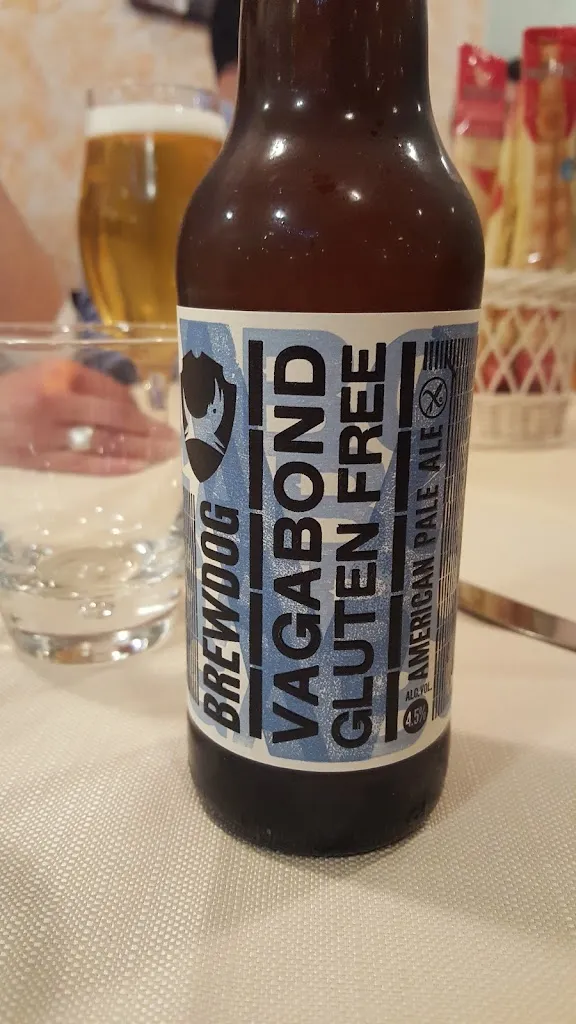 BREWDOG
VAGABOND
GLUTEN FREE
AMERICAN PALE ALE
ALC.VOL.
4.5%